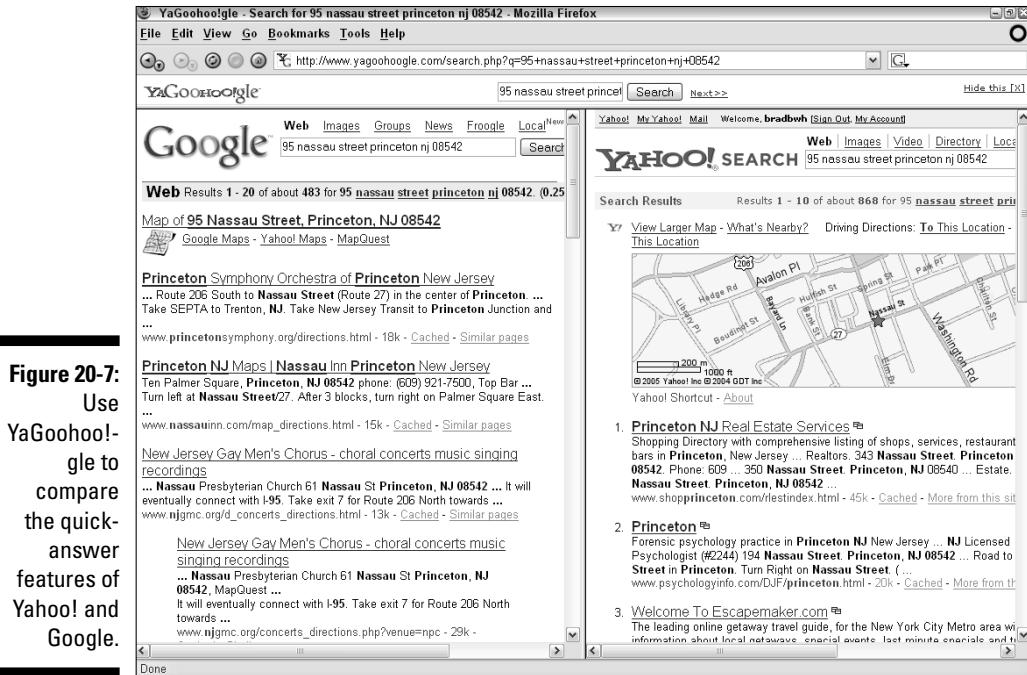 YaGoohoo!gle - Search for 95 nassau street princeton nj 08542 - Mozilla Firefox
File Edit View Go Bookmarks Tools Help
http://www.yagoohoogle.com/search.php?q=95+nassau+street+princeton+nj+08542
G
YaGoohoo!gle
95 nassau street princet Search Next>>
Hide this [X]
Google
Web Images Groups News Froogle Local New
95 nassau street princeton nj 08542
Search
Web Results 1 - 20 of about 483 for 95 nassau street princeton nj 08542. (0.25
Map of 95 Nassau Street, Princeton, NJ 08542
Google Maps - Yahoo! Maps - MapQuest
Princeton Symphony Orchestra of Princeton New Jersey
... Route 206 South to Nassau Street (Route 27) in the center of Princeton. ...
Take SEPTA to Trenton, NJ. Take New Jersey Transit to Princeton Junction and
...
www.princetonsymphony.org/directions.html - 18k - Cached - Similar pages
Princeton NJ Maps | Nassau Inn Princeton New Jersey
Ten Palmer Square, Princeton, NJ 08542 phone: (609) 921-7500, Top Bar ...
Turn left at Nassau Street/27. After 3 blocks, turn right on Palmer Square East.
...
www.nassauinn.com/map_directions.html - 15k - Cached - Similar pages
New Jersey Gay Men's Chorus - choral concerts music singing
recordings
... Nassau Presbyterian Church 61 Nassau St Princeton, NJ 08542 ... It will
eventually connect with I-95. Take exit 7 for Route 206 North towards ...
www.njgmc.org/d_concerts_directions.html - 13k - Cached - Similar pages
New Jersey Gay Men's Chorus - choral concerts music
singing recordings
... Nassau Presbyterian Church 61 Nassau St Princeton, NJ
08542, MapQuest ...
It will eventually connect with I-95. Take exit 7 for Route 206 North
towards ...
www.njgmc.org/concerts_directions.php?venue=npc - 29k -
Yahoo! My Yahoo! Mail Welcome, bradbwh [Sign Out, My Account]
YAHOO! SEARCH
Web | Images | Video | Directory | Loca
95 nassau street princeton nj 08542
Search Results Results 1 - 10 of about 868 for 95 nassau street prin
Y! View Larger Map - What's Nearby? Driving Directions: To This Location -
This Location
206
Avalon Pl
Hodge Rd
Library Pl
Bayard Ln
Hulfish St
Spring St
Park Pl
Boudinot St
Bank St
Nassau St
27
Washington Rd
Elm Dr
200 m
1000 ft
© 2005 Yahoo! Inc © 2004 GDT Inc
Yahoo! Shortcut - About
1. Princeton NJ Real Estate Services
Shopping Directory with comprehensive listing of shops, services, restaurant
bars in Princeton, New Jersey ... Realtors. 343 Nassau Street. Princeton
08542. Phone: 609 ... 350 Nassau Street. Princeton, NJ 08540 ... Estate.
Nassau Street. Princeton, NJ 08542 ...
www.shopprinceton.com/rlestindex.html - 45k - Cached - More from this sit
2. Princeton
Forensic psychology practice in Princeton NJ New Jersey ... NJ Licensed
Psychologist (#2244) 194 Nassau Street. Princeton, NJ 08542 ... Road to
Street in Princeton. Turn Right on Nassau Street. ( ...
www.psychologyinfo.com/DJF/princeton.html - 20k - Cached - More from th
3. Welcome To Escapemaker.com
The leading online getaway travel guide, for the New York City Metro area wi
information about local getaways, special events, last minute specials and
Done
Figure 20-7:
Use
YaGoohoo!-
gle to
compare
the quick-
answer
features of
Yahoo! and
Google.